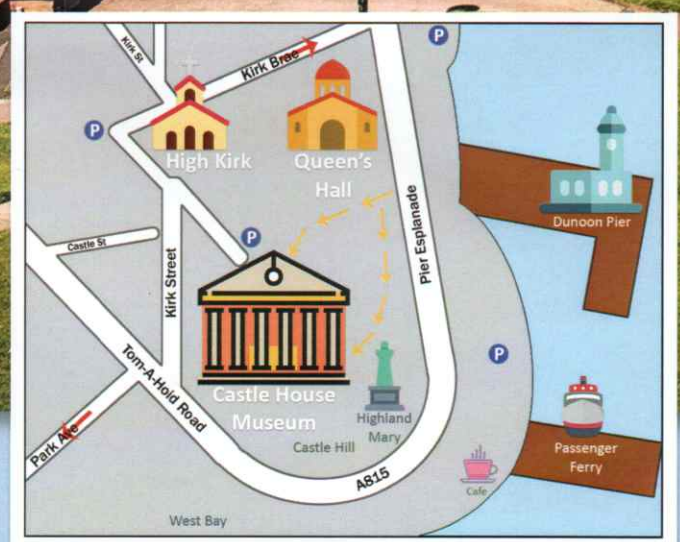 Kirk St
Kirk Brae
P
P
High Kirk
Queen's
Hall
Dunoon Pier
Castle St
P
Kirk Street
Pier Esplanade
P
Tom-A-Hoid Road
Castle House
Museum
Highland
Mary
Castle Hill
Park Ave
A815
Passenger
Ferry
Cafe
West Bay